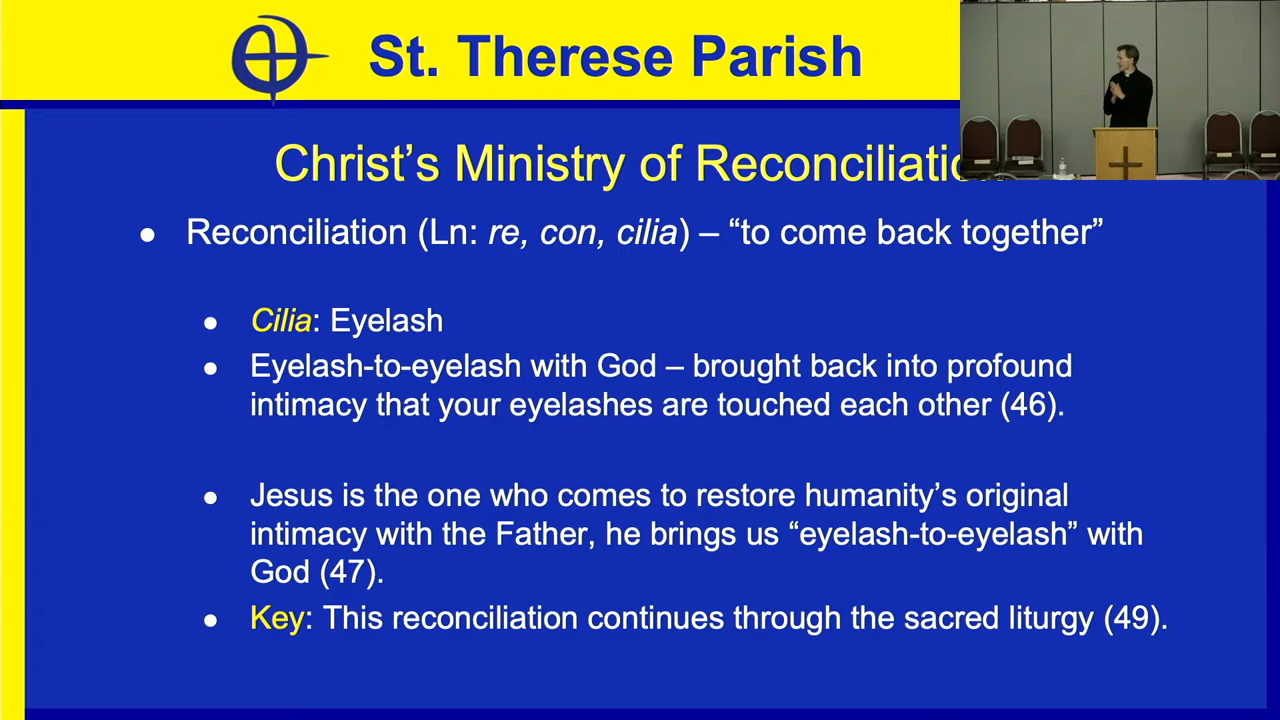 St. Therese Parish
Christ’s Ministry of Reconciliatio
Reconciliation (Ln: re, con, cilia) – “to come back together”
Cilia: Eyelash
Eyelash-to-eyelash with God – brought back into profound
intimacy that your eyelashes are touched each other (46).
Jesus is the one who comes to restore humanity’s original
intimacy with the Father, he brings us “eyelash-to-eyelash” with
God (47).
Key: This reconciliation continues through the sacred liturgy (49).